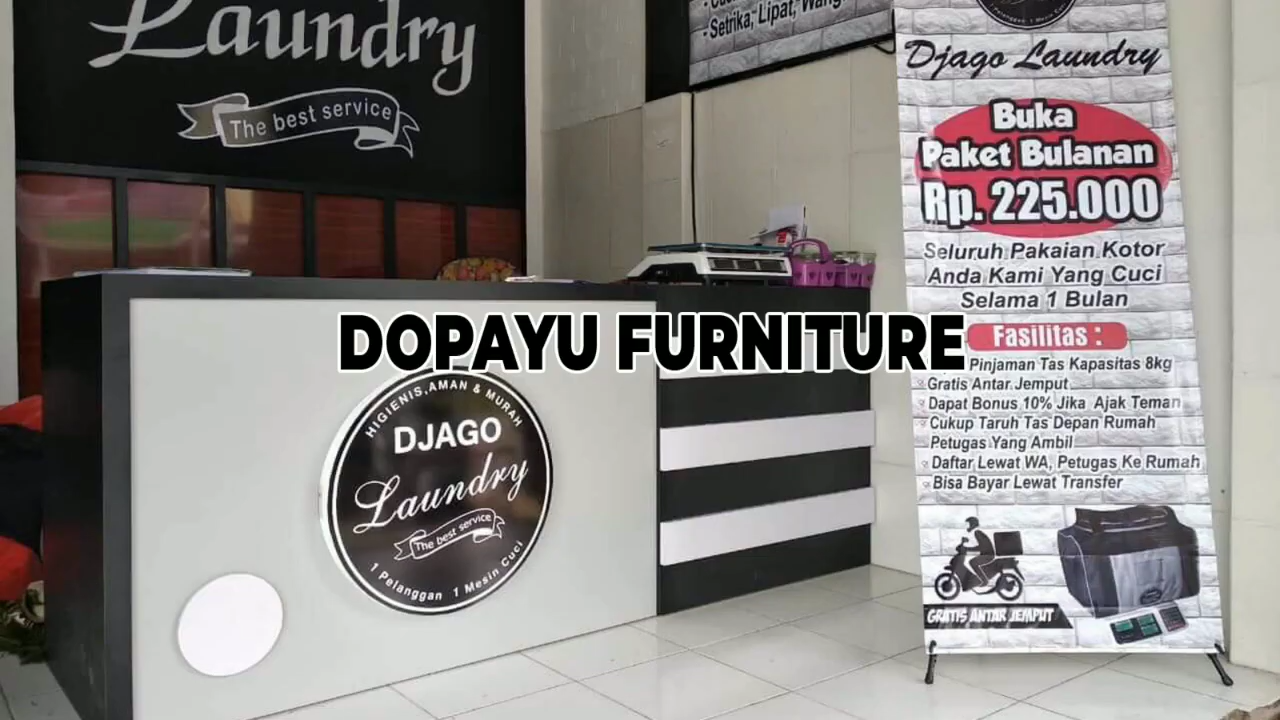 Laundry
The best service
Setrika, Lipat, Wang
Djago Laundry
Buka
Paket Bulanan
Rp. 225.000
Seluruh Pakaian Kotor
Anda Kami Yang Cuci
Selama 1 Bulan
Fasilitas :
Pinjaman Tas Kapasitas 8kg
Gratis Antar Jemput
Dapat Bonus 10% Jika Ajak Teman
Cukup Taruh Tas Depan Rumah
Petugas Yang Ambil
Daftar Lewat WA, Petugas Ke Rumah
Bisa Bayar Lewat Transfer
GRATIS ANTAR JEMPUT
DOPAYU FURNITURE
HIGIENIS, AMAN & MURAH
DJAGO
Laundry
The best service
1 Pelanggan 1 Mesin Cuci